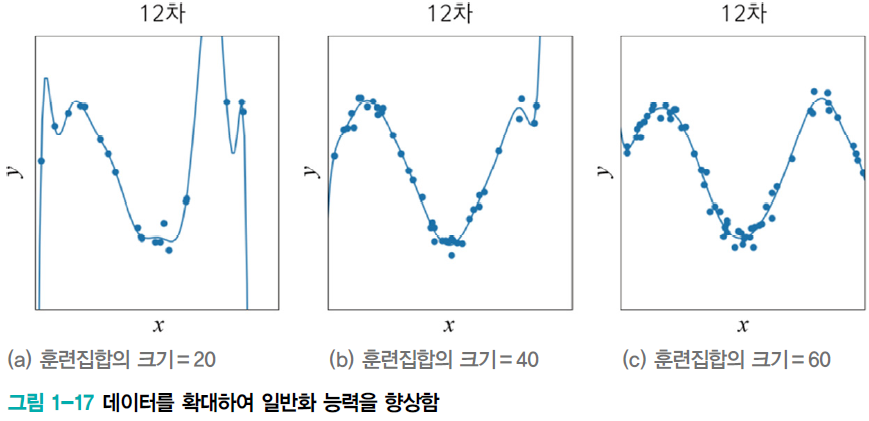 12차
12차
12차
y
y
y
x
x
x
(a) 훈련집합의 크기=20
(b) 훈련집합의 크기=40
(c) 훈련집합의 크기=60
그림 1-17 데이터를 확대하여 일반화 능력을 향상함